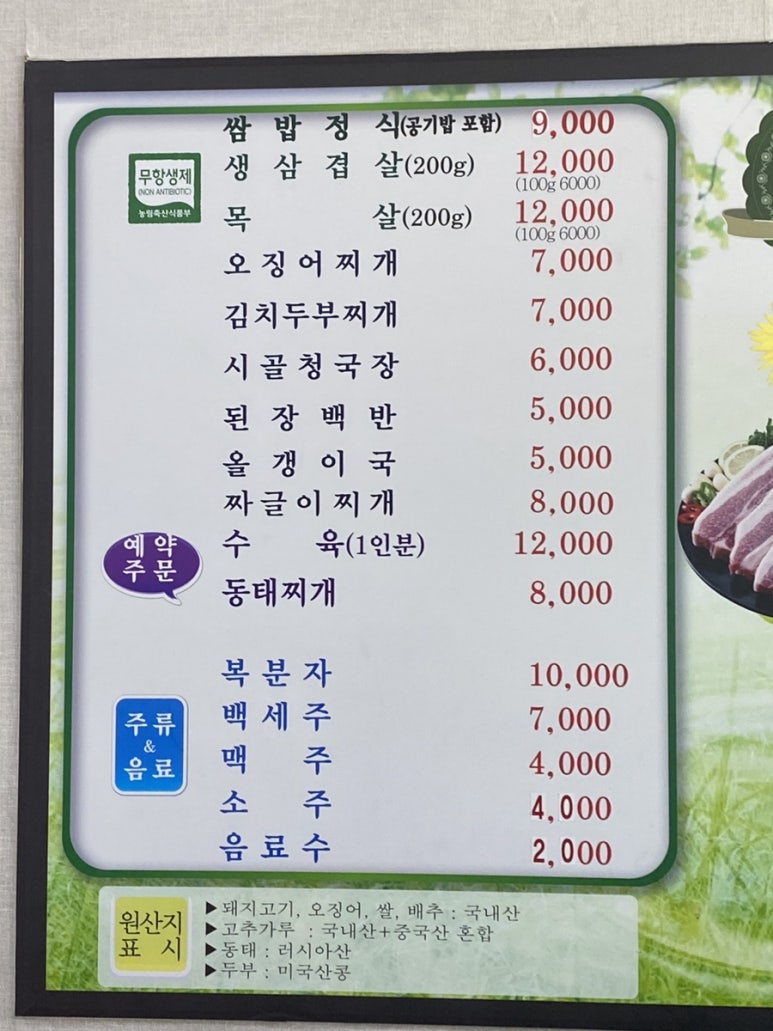 쌈밥정식(공기밥 포함) 9,000
무항생제
(NON ANTIBIOTIC)
농림축산식품부
생삼겹살(200g) 12,000
(100g 6000)
목살(200g) 12,000
(100g 6000)
오징어찌개 7,000
김치두부찌개 7,000
시골청국장 6,000
된장백반 5,000
올갱이국 5,000
짜글이찌개 8,000
예약
주문
수육(1인분) 12,000
동태찌개 8,000
주류
&
음료
복분자 10,000
백세주 7,000
맥주 4,000
소주 4,000
음료수 2,000
원산지
표시
▶돼지고기, 오징어, 쌀, 배추 : 국내산
▶고추가루 : 국내산+중국산 혼합
▶동태 : 러시아산
▶두부 : 미국산콩